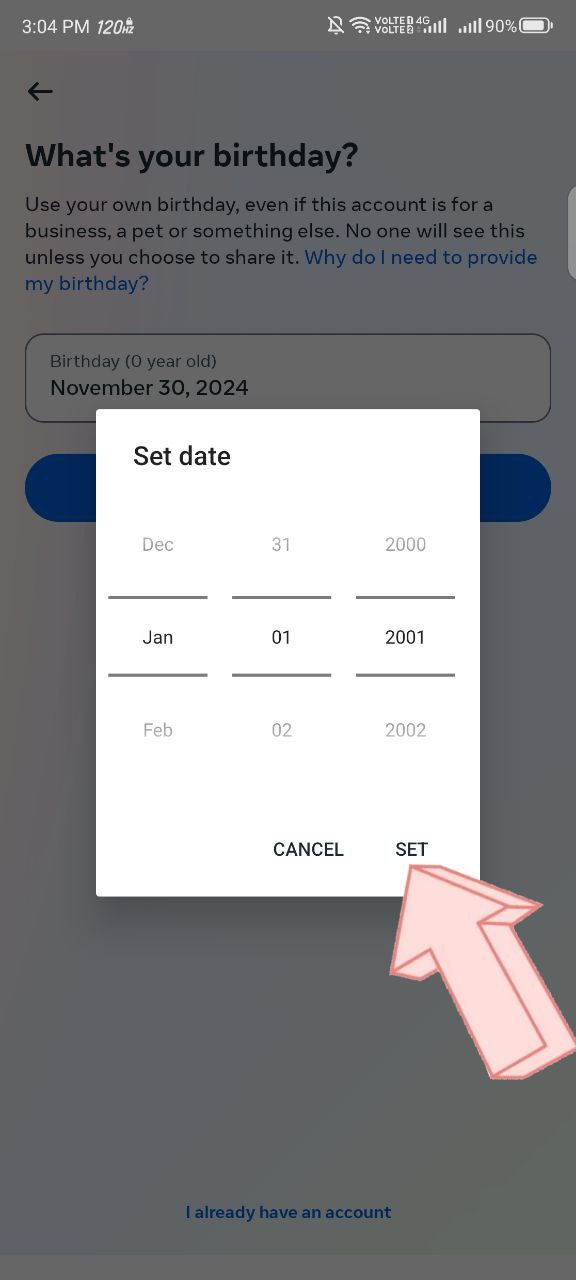 3:04 PM 120HZ VOLTE 1 4G VOLTE 2 90%
What's your birthday?
Use your own birthday, even if this account is for a
business, a pet or something else. No one will see this
unless you choose to share it. Why do I need to provide
my birthday?
Birthday (0 year old)
November 30, 2024
Set date
Dec 31 2000
Jan 01 2001
Feb 02 2002
CANCEL SET
I already have an account